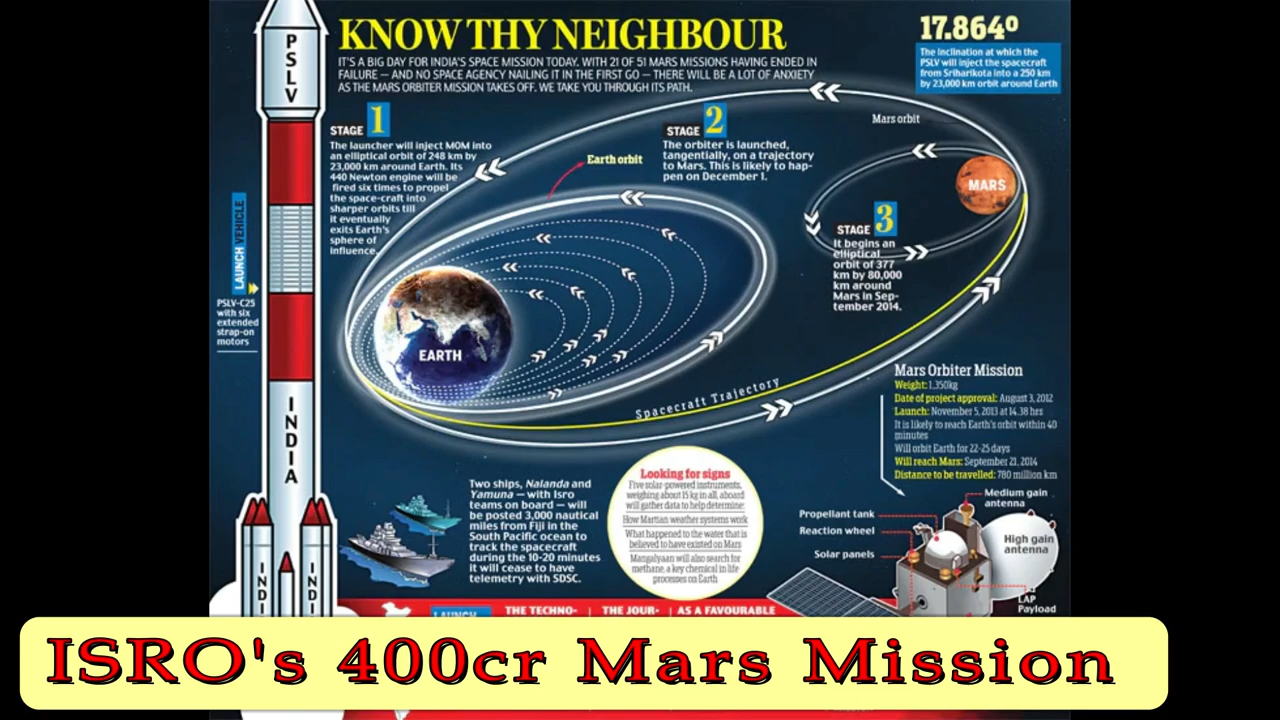 KNOW THY NEIGHBOUR
IT'S A BIG DAY FOR INDIA'S SPACE MISSION TODAY. WITH 21 OF 51 MARS MISSIONS HAVING ENDED IN
FAILURE — AND NO SPACE AGENCY NAILING IT IN THE FIRST GO — THERE WILL BE A LOT OF ANXIETY
AS THE MARS ORBITER MISSION TAKES OFF. WE TAKE YOU THROUGH ITS PATH.
17.864º
The inclination at which the
PSLV will inject the spacecraft
from Sriharikota into a 250 km
by 23,000 km orbit around Earth
PSLV
INDIA
INDI
INDI
LAUNCH VEHICLE
PSLV-C25
with six
extended
strap-on
motors
STAGE 1
The launcher will inject MOM into
an elliptical orbit of 248 km by
23,000 km around Earth. Its
440 Newton engine will be
fired six times to propel
the space-craft into
sharper orbits till
it eventually
exits Earth's
sphere of
influence.
Earth orbit
STAGE 2
The orbiter is launched,
tangentially, on a trajectory
to Mars. This is likely to hap-
pen on December 1.
Mars orbit
MARS
STAGE 3
It begins an
elliptical
orbit of 377
km by 80,000
km around
Mars in Sep-
tember 2014.
EARTH
Spacecraft Trajectory
Mars Orbiter Mission
Weight: 1,350kg
Date of project approval: August 3, 2012
Launch: November 5, 2013 at 14.38 hrs
It is likely to reach Earth's orbit within 40
minutes
Will orbit Earth for 22-25 days
Will reach Mars: September 21, 2014
Distance to be travelled: 780 million km
Two ships, Nalanda and
Yamuna — with Isro
teams on board — will
be posted 3,000 nautical
miles from Fiji in the
South Pacific ocean to
track the spacecraft
during the 10-20 minutes
it will cease to have
telemetry with SDSC.
Looking for signs
Five solar-powered instruments,
weighing about 15 kg in all, aboard
will gather data to help determine:
How Martian weather systems work
What happened to the water that is
believed to have existed on Mars
Mangalyaan will also search for
methane, a key chemical in life
processes on Earth
Medium gain
antenna
Propellant tank
Reaction wheel
Solar panels
High gain
antenna
LAP
Payload
LAUNCH
THE TECHNO-
THE JOUR-
AS A FAVOURABLE
ISRO's 400cr Mars Mission